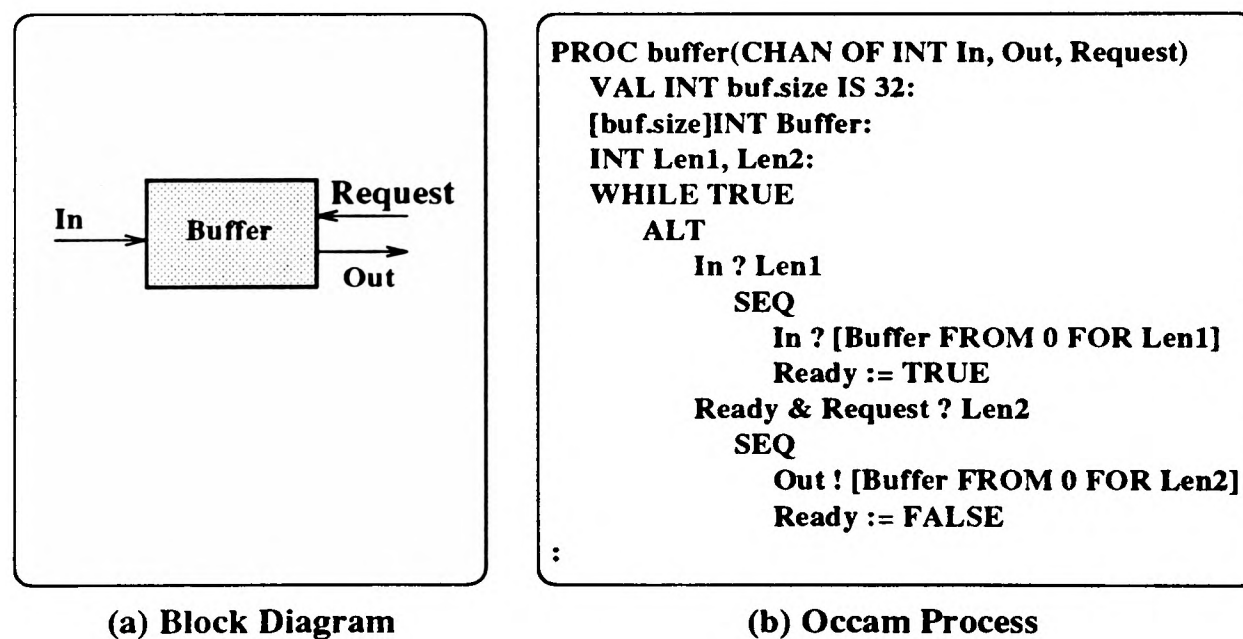 In
Buffer
Request
Out
(a) Block Diagram
PROC buffer(CHAN OF INT In, Out, Request)
VAL INT buf.size IS 32:
[buf.size]INT Buffer:
INT Len1, Len2:
WHILE TRUE
ALT
In ? Len1
SEQ
In ? [Buffer FROM 0 FOR Len1]
Ready := TRUE
Ready & Request ? Len2
SEQ
Out ! [Buffer FROM 0 FOR Len2]
Ready := FALSE
:
(b) Occam Process